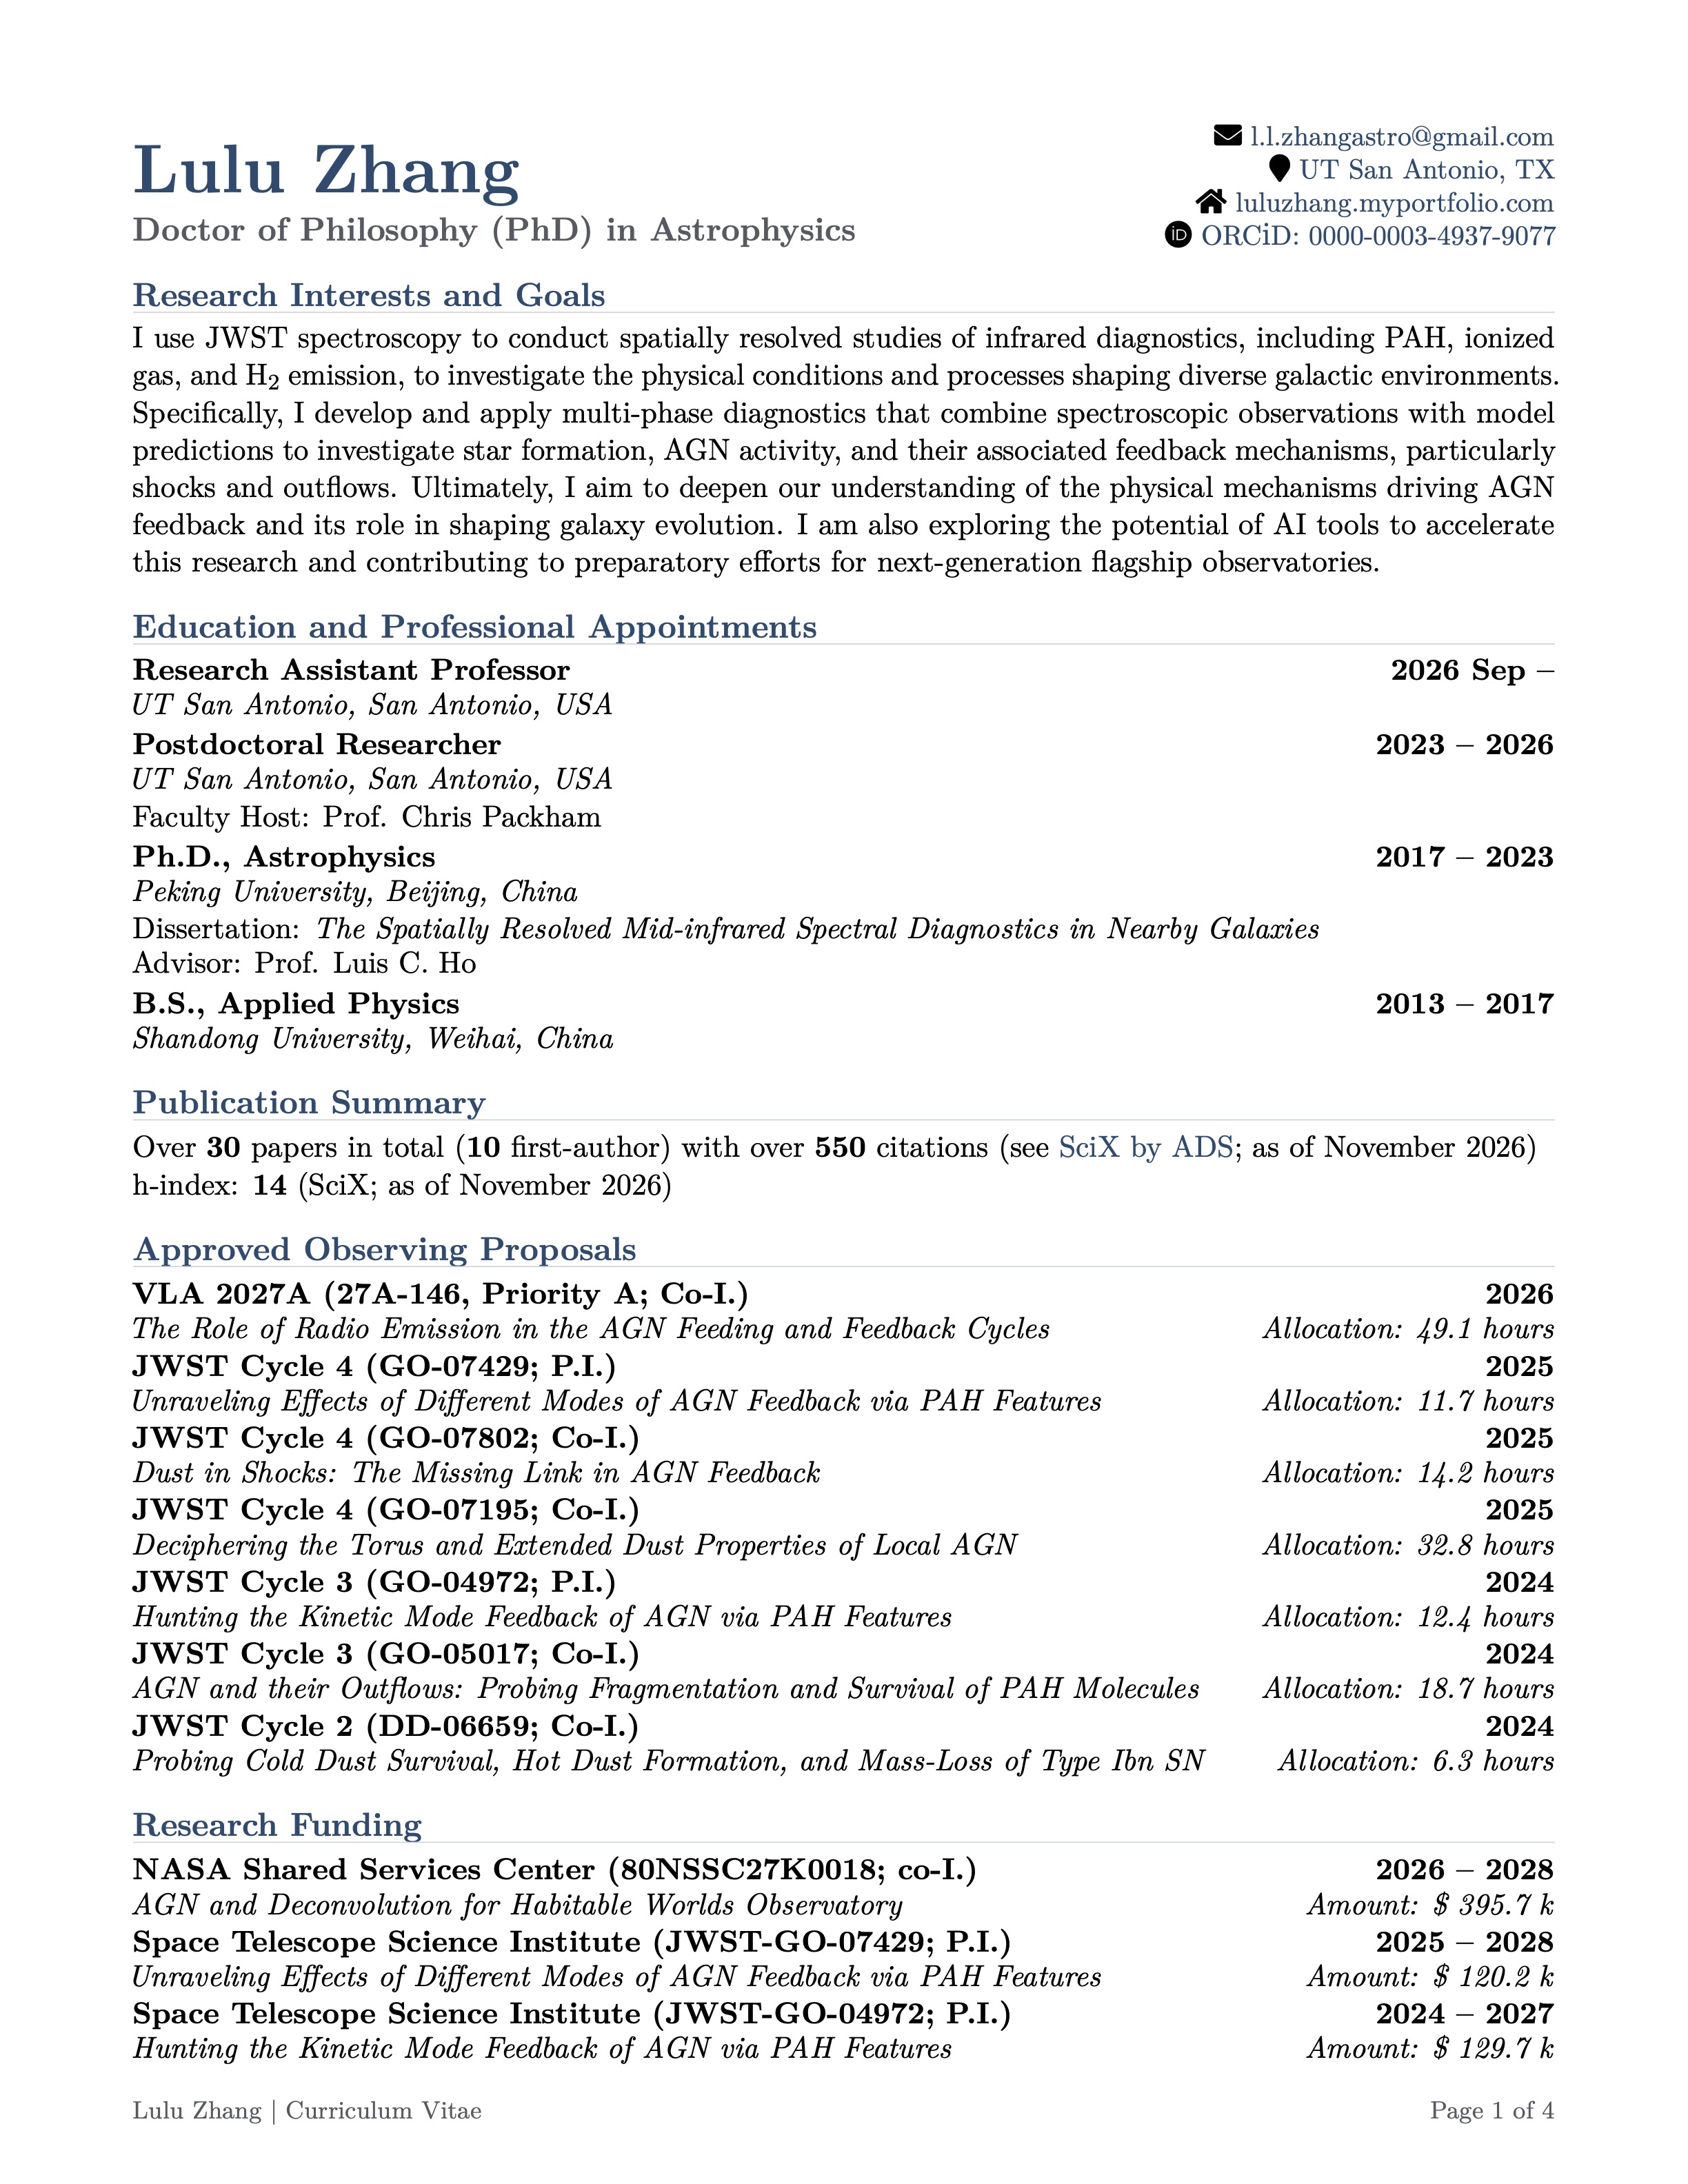 Lulu Zhang
Doctor of Philosophy (PhD) in Astrophysics
l.l.zhangastro@gmail.com
UT San Antonio, TX
luluzhang.myportfolio.com
iD ORCiD: 0000-0003-4937-9077
Research Interests and Goals
I use JWST spectroscopy to conduct spatially resolved studies of infrared diagnostics, including PAH, ionized
gas, and H₂ emission, to investigate the physical conditions and processes shaping diverse galactic environments.
Specifically, I develop and apply multi-phase diagnostics that combine spectroscopic observations with model
predictions to investigate star formation, AGN activity, and their associated feedback mechanisms, particularly
shocks and outflows. Ultimately, I aim to deepen our understanding of the physical mechanisms driving AGN
feedback and its role in shaping galaxy evolution. I am also exploring the potential of AI tools to accelerate
this research and contributing to preparatory efforts for next-generation flagship observatories.
Education and Professional Appointments
Research Assistant Professor 2026 Sep –
UT San Antonio, San Antonio, USA
Postdoctoral Researcher 2023 – 2026
UT San Antonio, San Antonio, USA
Faculty Host: Prof. Chris Packham
Ph.D., Astrophysics 2017 – 2023
Peking University, Beijing, China
Dissertation: The Spatially Resolved Mid-infrared Spectral Diagnostics in Nearby Galaxies
Advisor: Prof. Luis C. Ho
B.S., Applied Physics 2013 – 2017
Shandong University, Weihai, China
Publication Summary
Over 30 papers in total (10 first-author) with over 550 citations (see SciX by ADS; as of November 2026)
h-index: 14 (SciX; as of November 2026)
Approved Observing Proposals
VLA 2027A (27A-146, Priority A; Co-I.) 2026
The Role of Radio Emission in the AGN Feeding and Feedback Cycles Allocation: 49.1 hours
JWST Cycle 4 (GO-07429; P.I.) 2025
Unraveling Effects of Different Modes of AGN Feedback via PAH Features Allocation: 11.7 hours
JWST Cycle 4 (GO-07802; Co-I.) 2025
Dust in Shocks: The Missing Link in AGN Feedback Allocation: 14.2 hours
JWST Cycle 4 (GO-07195; Co-I.) 2025
Deciphering the Torus and Extended Dust Properties of Local AGN Allocation: 32.8 hours
JWST Cycle 3 (GO-04972; P.I.) 2024
Hunting the Kinetic Mode Feedback of AGN via PAH Features Allocation: 12.4 hours
JWST Cycle 3 (GO-05017; Co-I.) 2024
AGN and their Outflows: Probing Fragmentation and Survival of PAH Molecules Allocation: 18.7 hours
JWST Cycle 2 (DD-06659; Co-I.) 2024
Probing Cold Dust Survival, Hot Dust Formation, and Mass-Loss of Type Ibn SN Allocation: 6.3 hours
Research Funding
NASA Shared Services Center (80NSSC27K0018; co-I.) 2026 – 2028
AGN and Deconvolution for Habitable Worlds Observatory Amount: $ 395.7 k
Space Telescope Science Institute (JWST-GO-07429; P.I.) 2025 – 2028
Unraveling Effects of Different Modes of AGN Feedback via PAH Features Amount: $ 120.2 k
Space Telescope Science Institute (JWST-GO-04972; P.I.) 2024 – 2027
Hunting the Kinetic Mode Feedback of AGN via PAH Features Amount: $ 129.7 k
Lulu Zhang | Curriculum Vitae Page 1 of 4